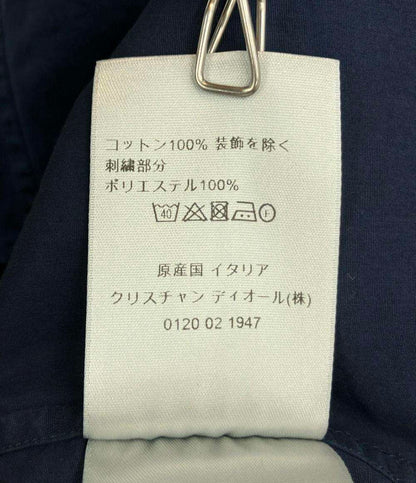 コットン100% 装飾を除く
刺繍部分
ポリエステル100%
40 F
原産国 イタリア
クリスチャン ディオール(株)
0120 02 1947